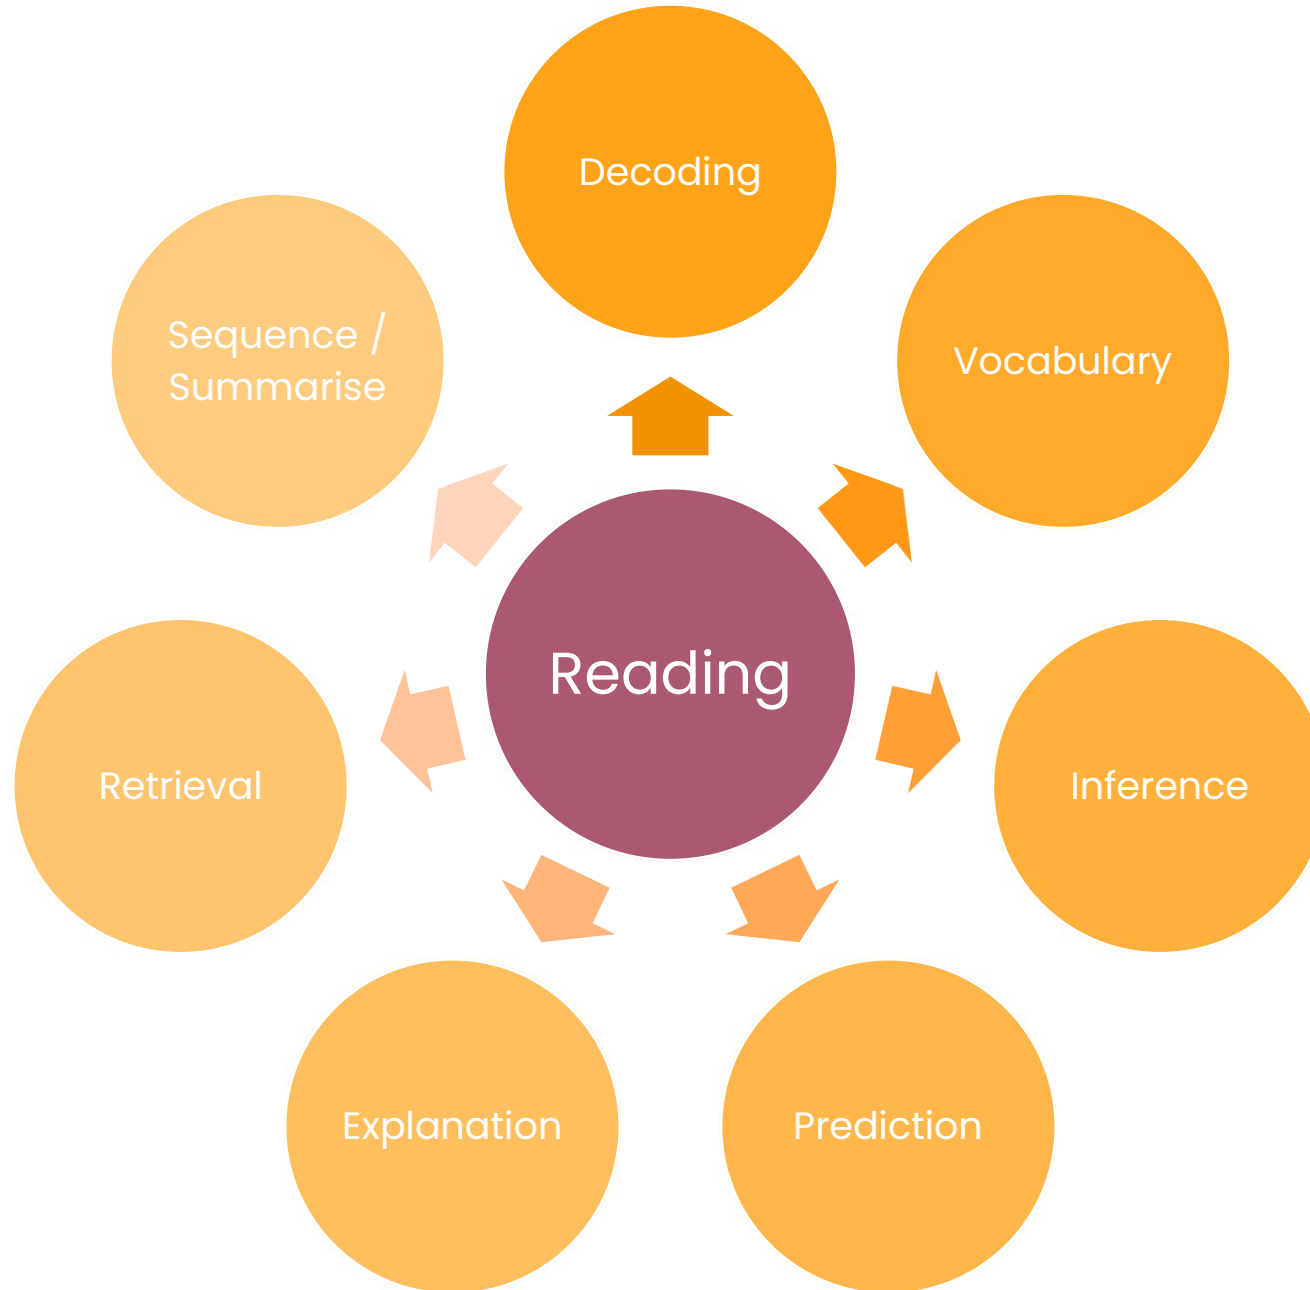 Decoding
Vocabulary
Inference
Prediction
Explanation
Retrieval
Sequence /
Summarise
Reading